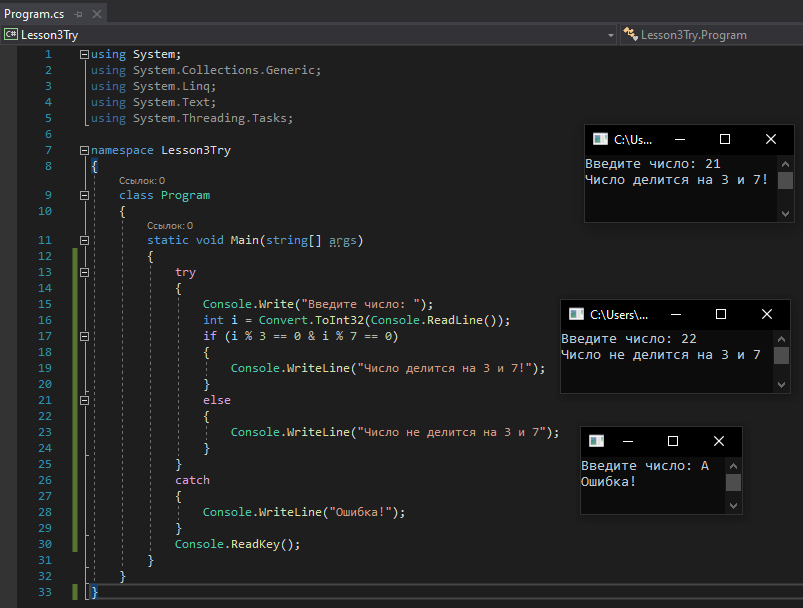 Program.cs
C# Lesson3Try
Lesson3Try.Program
1 using System;
2 using System.Collections.Generic;
3 using System.Linq;
4 using System.Text;
5 using System.Threading.Tasks;
6
7 namespace Lesson3Try
8 {
Ссылок: 0
9 class Program
10 {
Ссылок: 0
11 static void Main(string[] args)
12 {
13 try
14 {
15 Console.Write("Введите число: ");
16 int i = Convert.ToInt32(Console.ReadLine());
17 if (i % 3 == 0 & i % 7 == 0)
18 {
19 Console.WriteLine("Число делится на 3 и 7!");
20 }
21 else
22 {
23 Console.WriteLine("Число не делится на 3 и 7");
24 }
25 }
26 catch
27 {
28 Console.WriteLine("Ошибка!");
29 }
30 Console.ReadKey();
31 }
32 }
33 }
C:\Us...
Введите число: 21
Число делится на 3 и 7!
C:\Users\...
Введите число: 22
Число не делится на 3 и 7
Введите число: A
Ошибка!